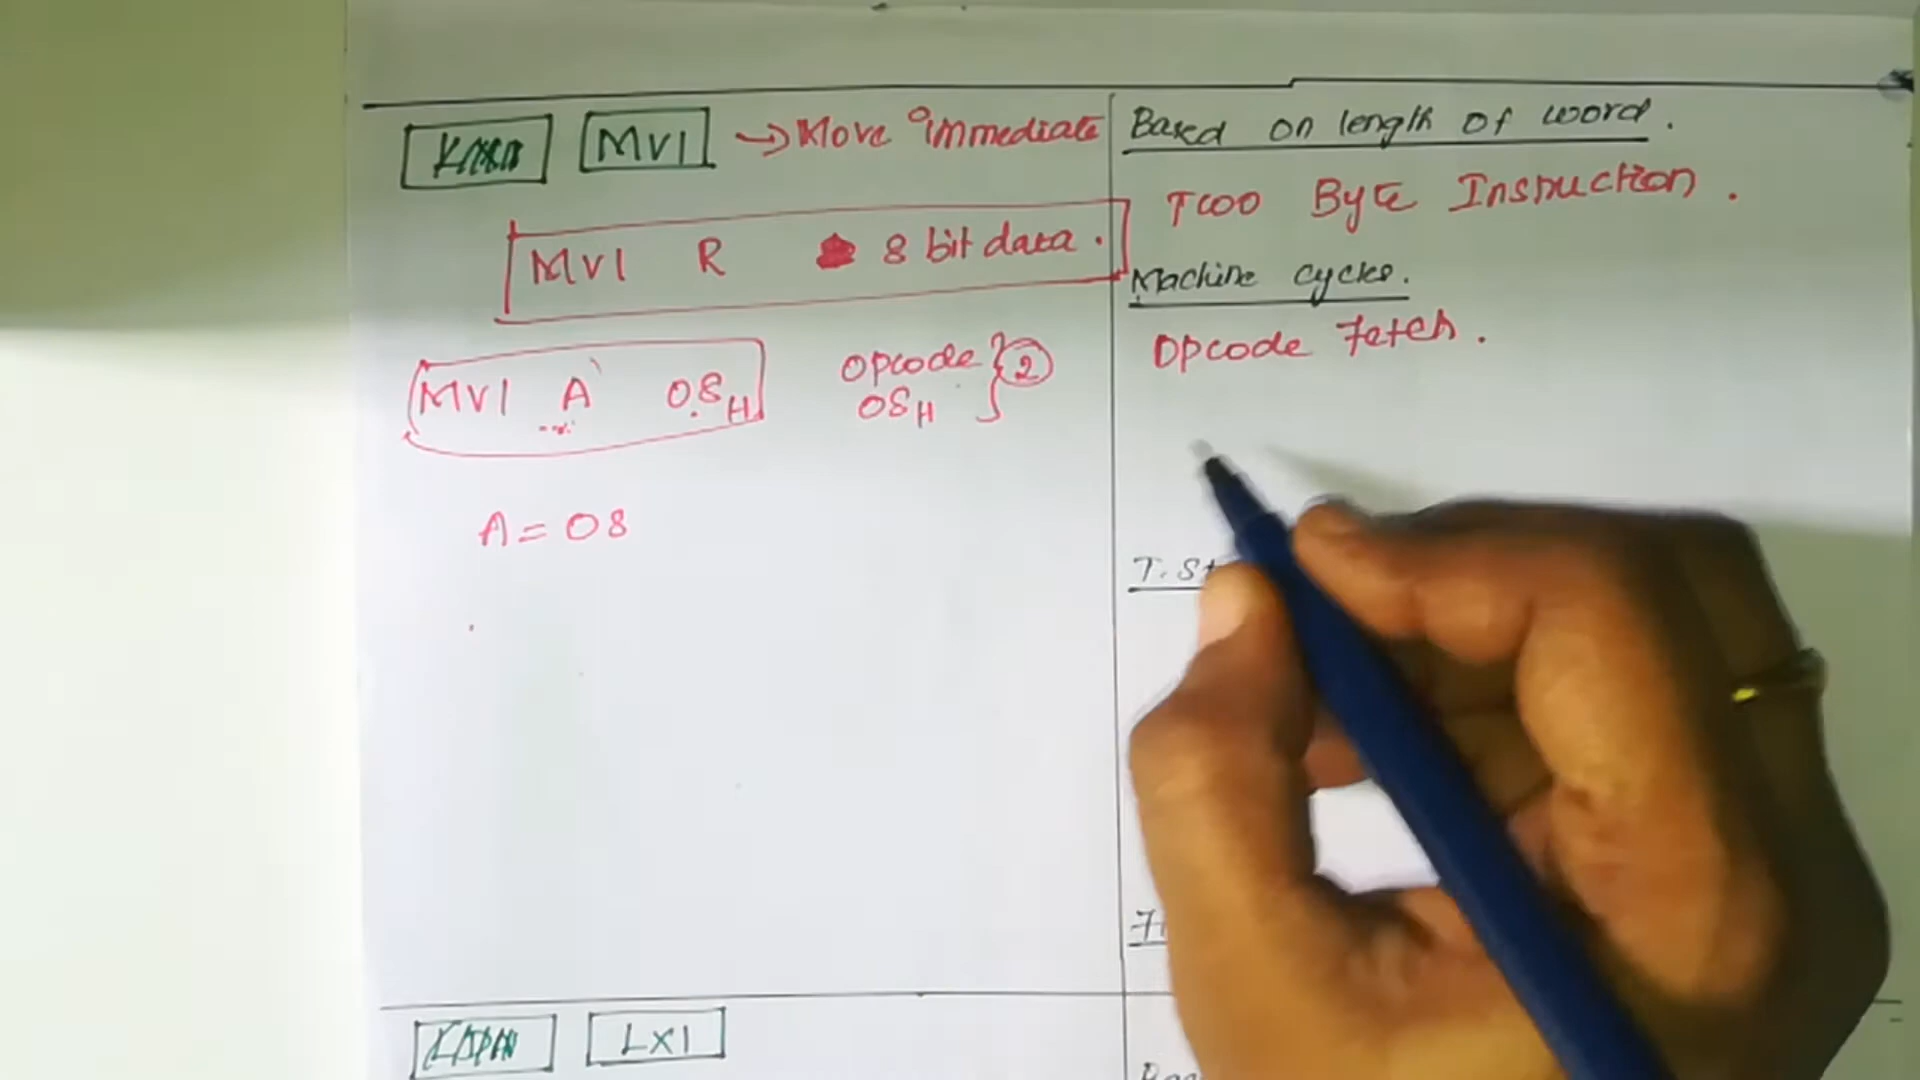 MVI → Move immediate
MVI R 8 bit data.
MVI A 08H
opcode
08H } 2
A = 08
LXI
Based on length of word.
Two Byte Instruction.
Machine cycles.
Opcode Fetch.
T. St